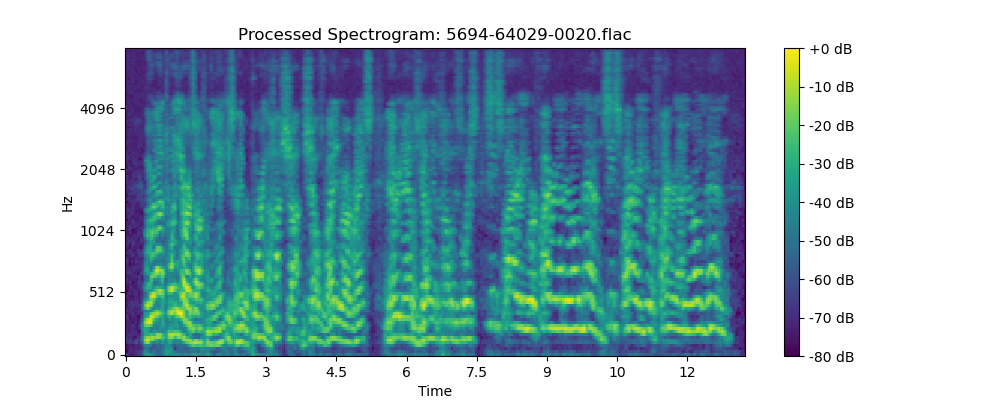 Processed Spectrogram: 5694-64029-0020.flac
Hz
4096
2048
1024
512
0
0 1.5 3 4.5 6 7.5 9 10 12
Time
+0 dB
-10 dB
-20 dB
-30 dB
-40 dB
-50 dB
-60 dB
-70 dB
-80 dB